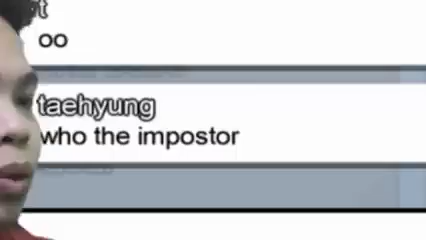 oo
taehyung
who the impostor